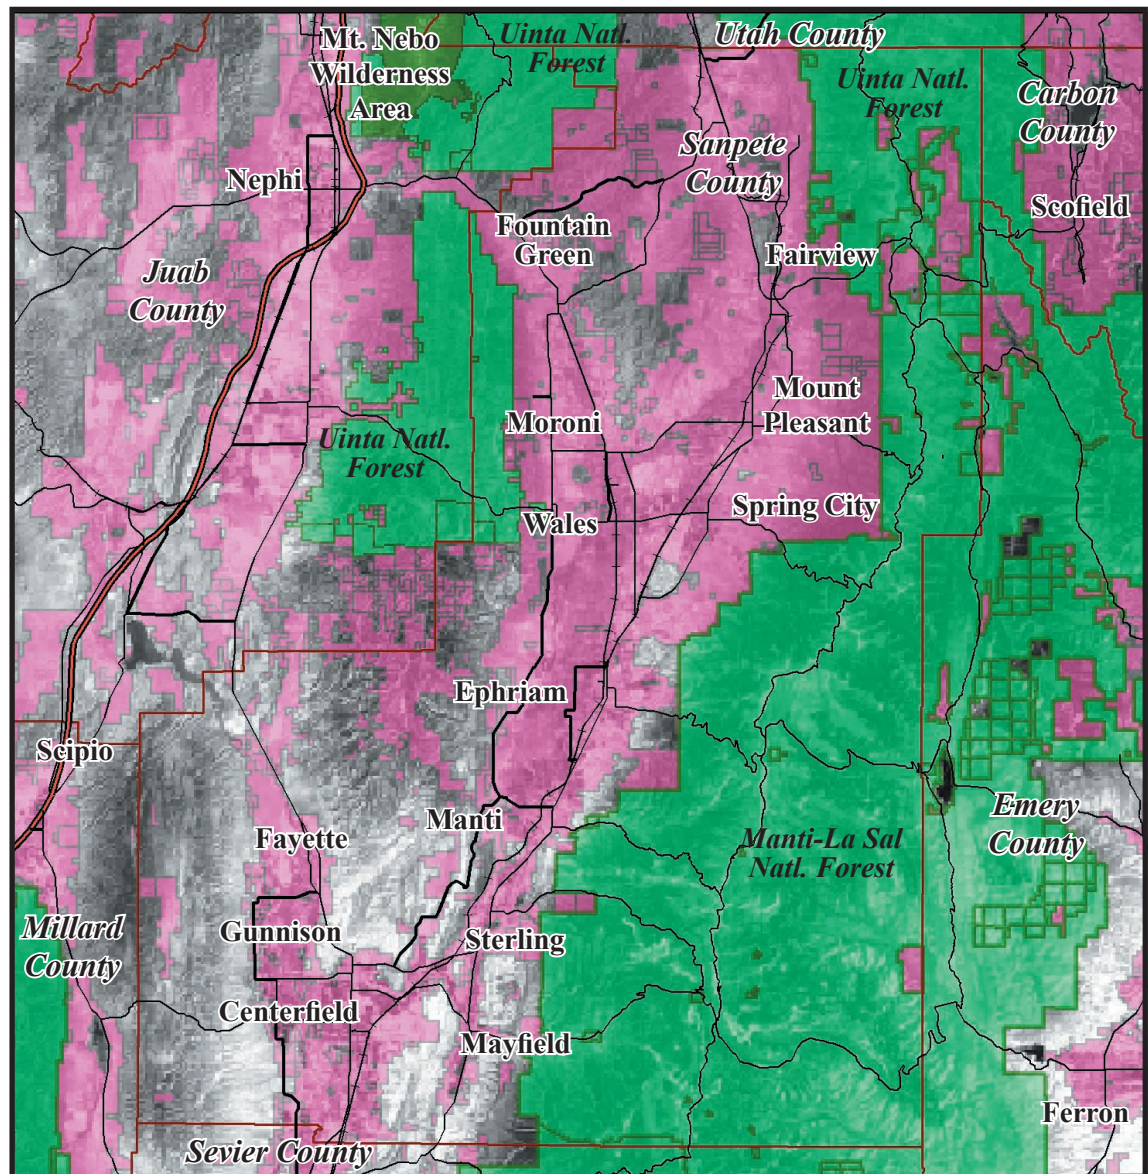 Mt. Nebo
Wilderness
Area
Uinta Natl.
Forest
Utah County
Uinta Natl.
Forest
Carbon
County
Nephi
Sanpete
County
Scofield
Fountain
Green
Fairview
Juab
County
Mount
Pleasant
Moroni
Uinta Natl.
Forest
Wales
Spring City
Ephriam
Scipio
Fayette
Manti
Manti-La Sal
Natl. Forest
Emery
County
Millard
County
Gunnison
Sterling
Centerfield
Mayfield
Ferron
Sevier County